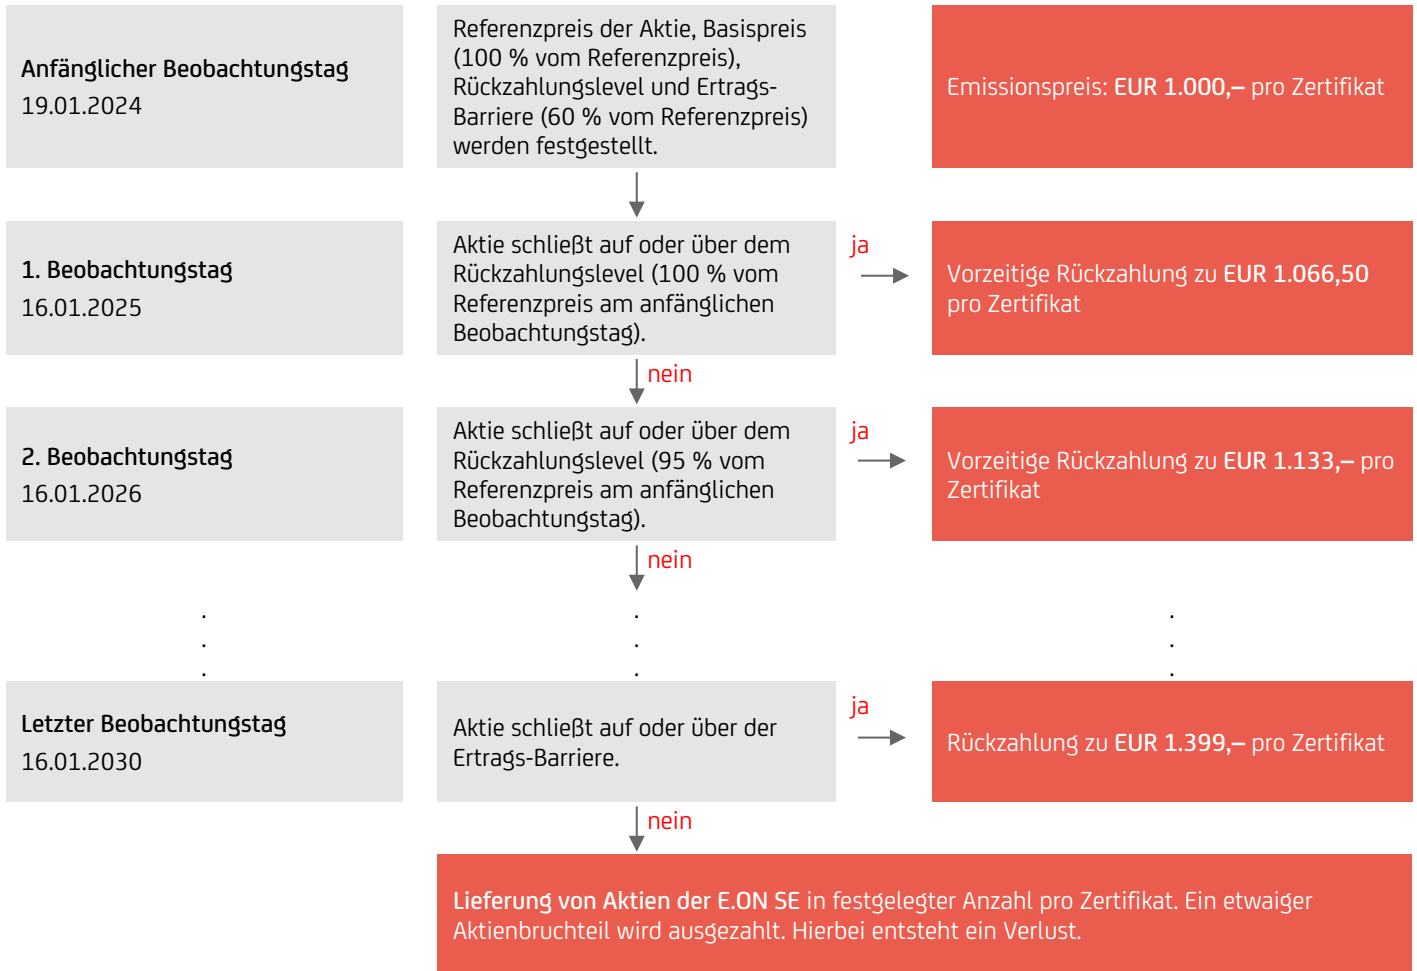 Anfänglicher Beobachtungstag
19.01.2024
Referenzpreis der Aktie, Basispreis
(100 % vom Referenzpreis),
Rückzahlungslevel und Ertrags-
Barriere (60 % vom Referenzpreis)
werden festgestellt.
Emissionspreis: EUR 1.000,– pro Zertifikat
1. Beobachtungstag
16.01.2025
Aktie schließt auf oder über dem
Rückzahlungslevel (100 % vom
Referenzpreis am anfänglichen
Beobachtungstag).
ja
Vorzeitige Rückzahlung zu EUR 1.066,50
pro Zertifikat
nein
2. Beobachtungstag
16.01.2026
Aktie schließt auf oder über dem
Rückzahlungslevel (95 % vom
Referenzpreis am anfänglichen
Beobachtungstag).
ja
Vorzeitige Rückzahlung zu EUR 1.133,– pro
Zertifikat
nein
. . .
. . .
. . .
Letzter Beobachtungstag
16.01.2030
Aktie schließt auf oder über der
Ertrags-Barriere.
ja
Rückzahlung zu EUR 1.399,– pro Zertifikat
nein
Lieferung von Aktien der E.ON SE in festgelegter Anzahl pro Zertifikat. Ein etwaiger
Aktienbruchteil wird ausgezahlt. Hierbei entsteht ein Verlust.